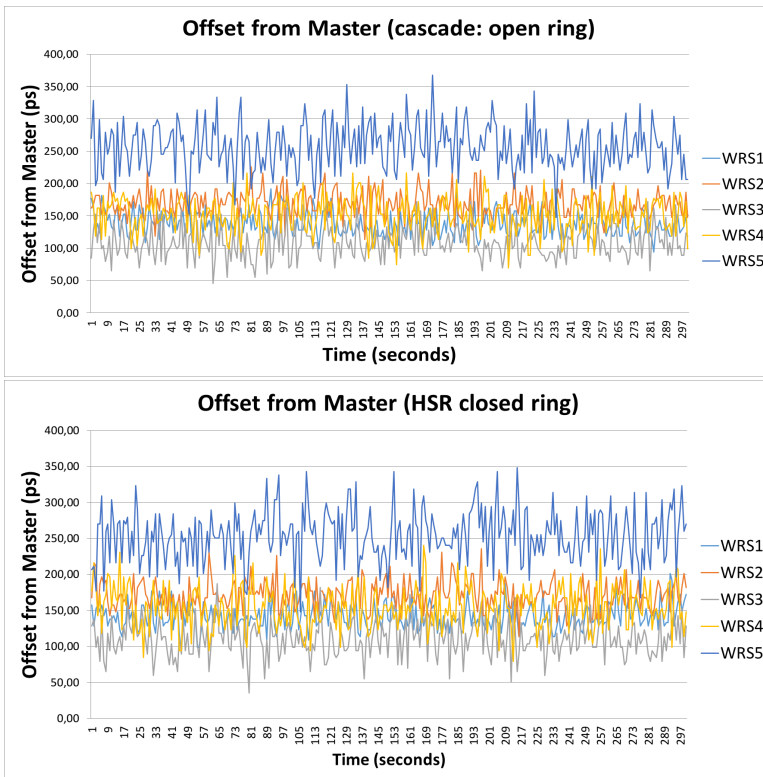 Offset from Master (cascade: open ring)
Offset from Master (ps)
400,00
350,00
300,00
250,00
200,00
150,00
100,00
50,00
0,00
1 9 17 25 33 41 49 57 65 73 81 89 97 105 113 121 129 137 145 153 161 169 177 185 193 201 209 217 225 233 241 249 257 265 273 281 289 297
Time (seconds)
WRS1
WRS2
WRS3
WRS4
WRS5
Offset from Master (HSR closed ring)
Offset from Master (ps)
400,00
350,00
300,00
250,00
200,00
150,00
100,00
50,00
0,00
1 9 17 25 33 41 49 57 65 73 81 89 97 105 113 121 129 137 145 153 161 169 177 185 193 201 209 217 225 233 241 249 257 265 273 281 289 297
Time (seconds)
WRS1
WRS2
WRS3
WRS4
WRS5